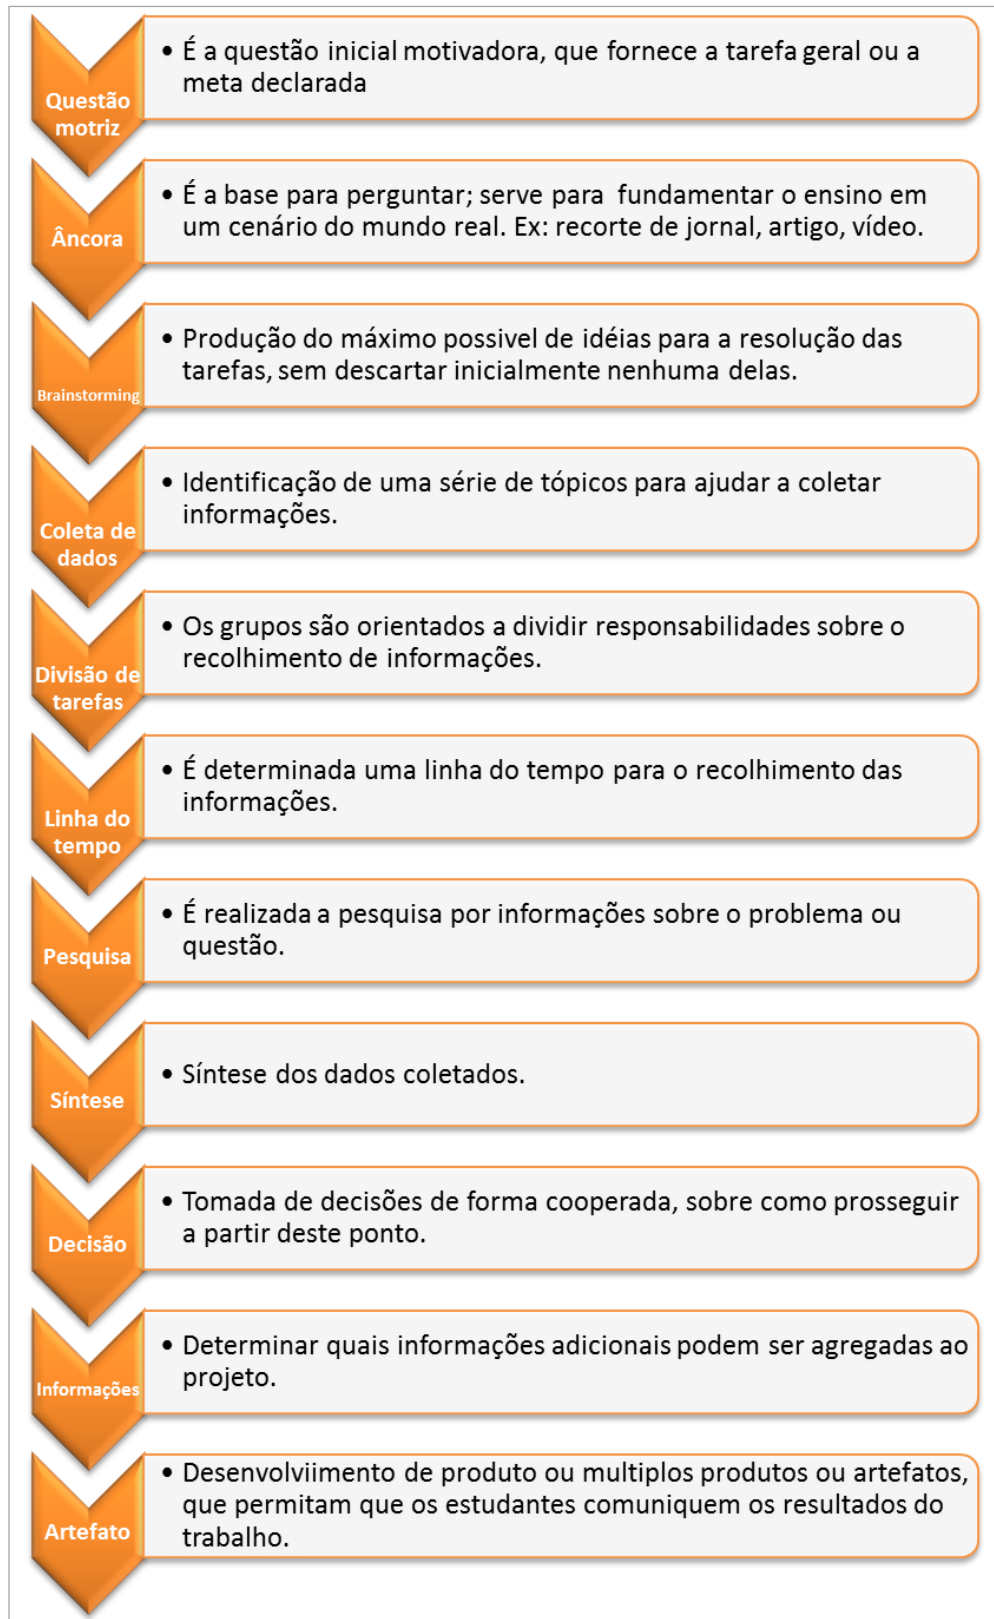 Questão
motriz
• É a questão inicial motivadora, que fornece a tarefa geral ou a
meta declarada
Âncora
• É a base para perguntar; serve para fundamentar o ensino em
um cenário do mundo real. Ex: recorte de jornal, artigo, vídeo.
Brainstorming
• Produção do máximo possivel de idéias para a resolução das
tarefas, sem descartar inicialmente nenhuma delas.
Coleta de
dados
• Identificação de uma série de tópicos para ajudar a coletar
informações.
Divisão de
tarefas
• Os grupos são orientados a dividir responsabilidades sobre o
recolhimento de informações.
Linha do
tempo
• É determinada uma linha do tempo para o recolhimento das
informações.
Pesquisa
• É realizada a pesquisa por informações sobre o problema ou
questão.
Síntese
• Síntese dos dados coletados.
Decisão
• Tomada de decisões de forma cooperada, sobre como prosseguir
a partir deste ponto.
Informações
• Determinar quais informações adicionais podem ser agregadas ao
projeto.
Artefato
• Desenvolviimento de produto ou multiplos produtos ou artefatos,
que permitam que os estudantes comuniquem os resultados do
trabalho.